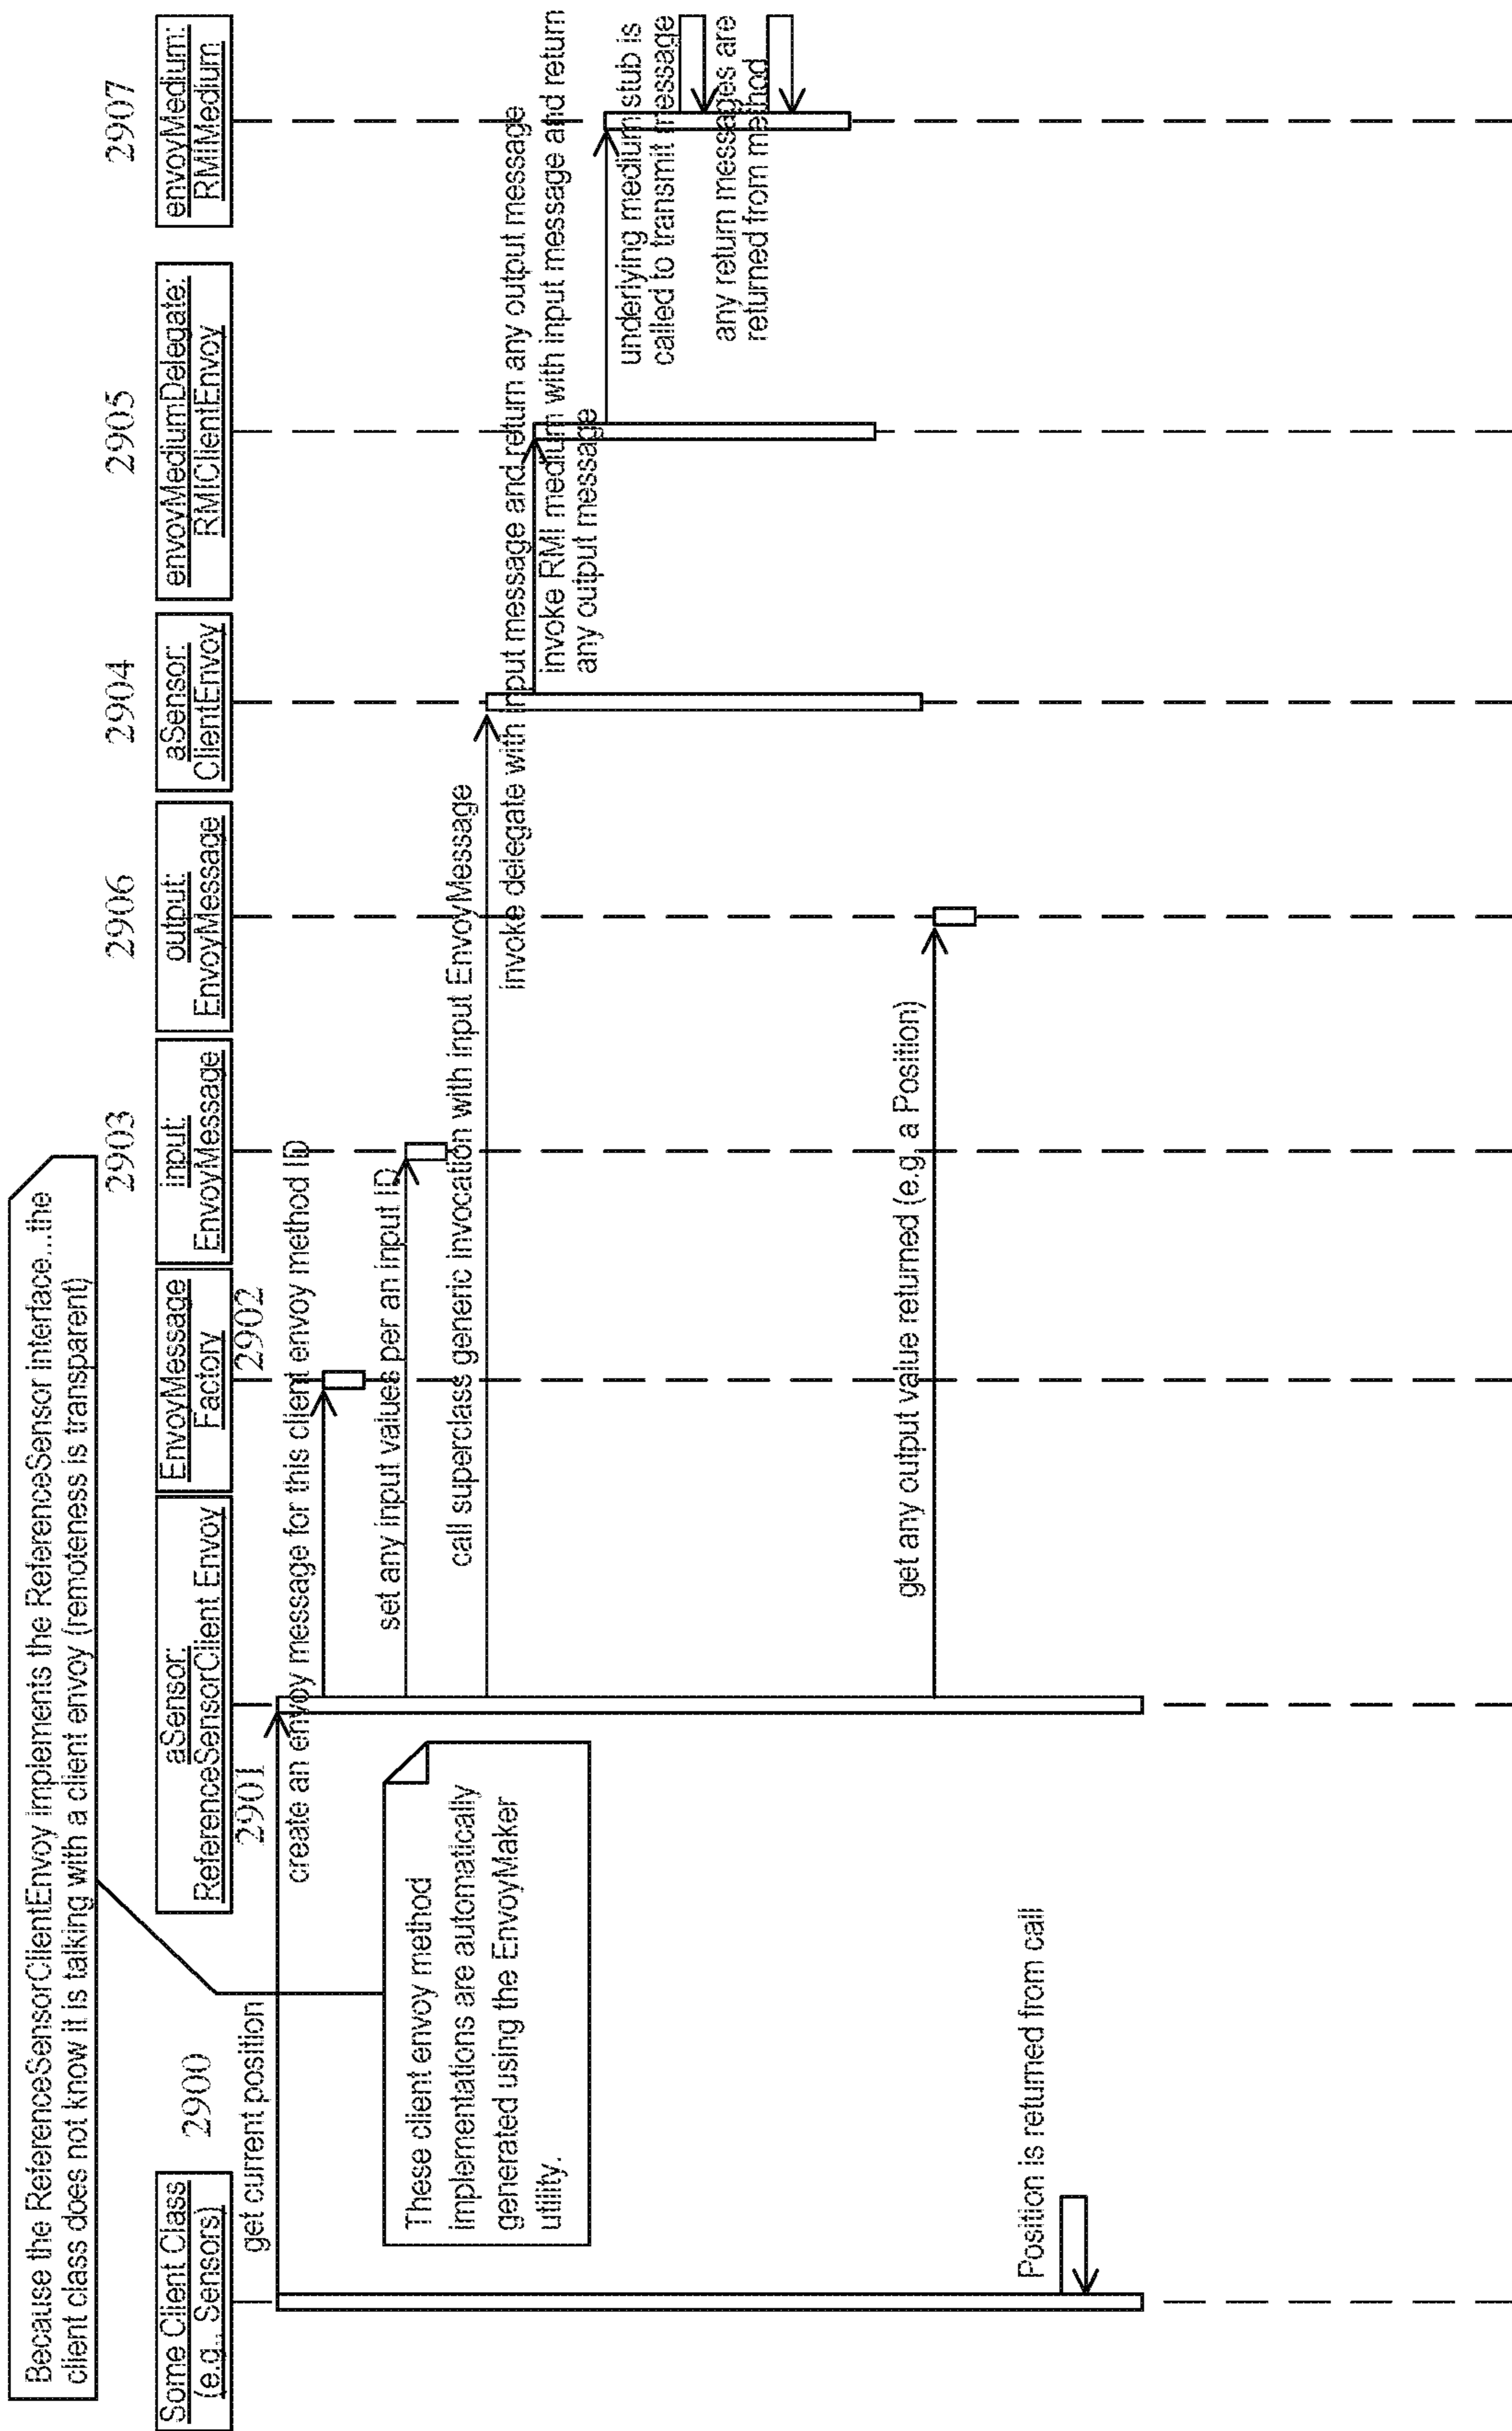 Because the ReferenceSensorClientEnvoy implements the ReferenceSensor interface...the
client class does not know it is talking with a client envoy (remoteness is transparent)
Some Client Class
(e.g., Sensors)
2900
aSensor:
ReferenceSensorClient Envoy
2901
EnvoyMessage
Factory
2902
2903
input:
EnvoyMessage
2906
output:
EnvoyMessage
2904
aSensor:
ClientEnvoy
2905
envoyMediumDelegate:
RMIClientEnvoy
2907
envoyMedium:
RMIMedium
get current position
create an envoy message for this client envoy method ID
These client envoy method
implementations are automatically
generated using the EnvoyMaker
utility.
set any input values per an input ID
call superclass generic invocation with input EnvoyMessage
invoke delegate with input message and return any output message
invoke RMI medium with input message and return
any output message
underlying medium stub is
called to transmit message
any return messages are
returned from method
get any output value returned (e.g. a Position)
Position is returned from call